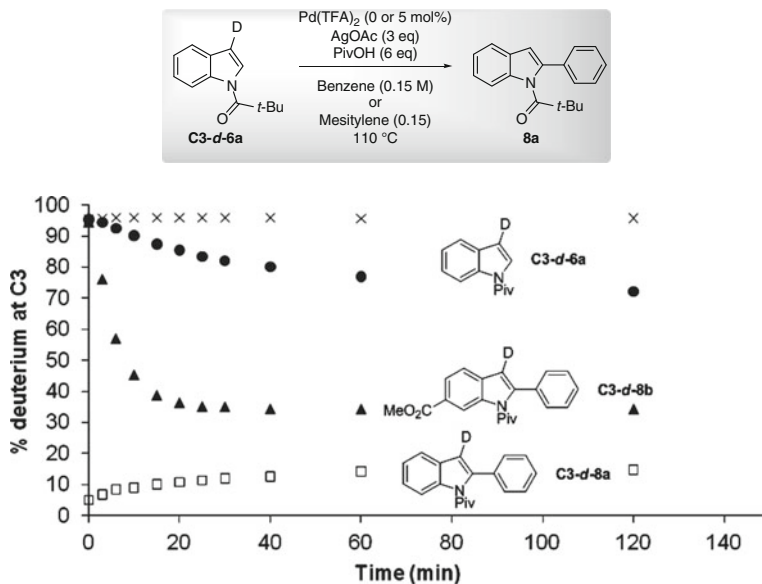 Pd(TFA)2 (0 or 5 mol%)
AgOAc (3 eq)
PivOH (6 eq)
Benzene (0.15 M)
or
Mesitylene (0.15)
110 °C
D
N
O
t-Bu
C3-d-6a
N
O
t-Bu
8a
% deuterium at C3
100
90
80
70
60
50
40
30
20
10
0
D
N
Piv
C3-d-6a
D
MeO2C
N
Piv
C3-d-8b
D
N
Piv
C3-d-8a
0 20 40 60 80 100 120 140
Time (min)